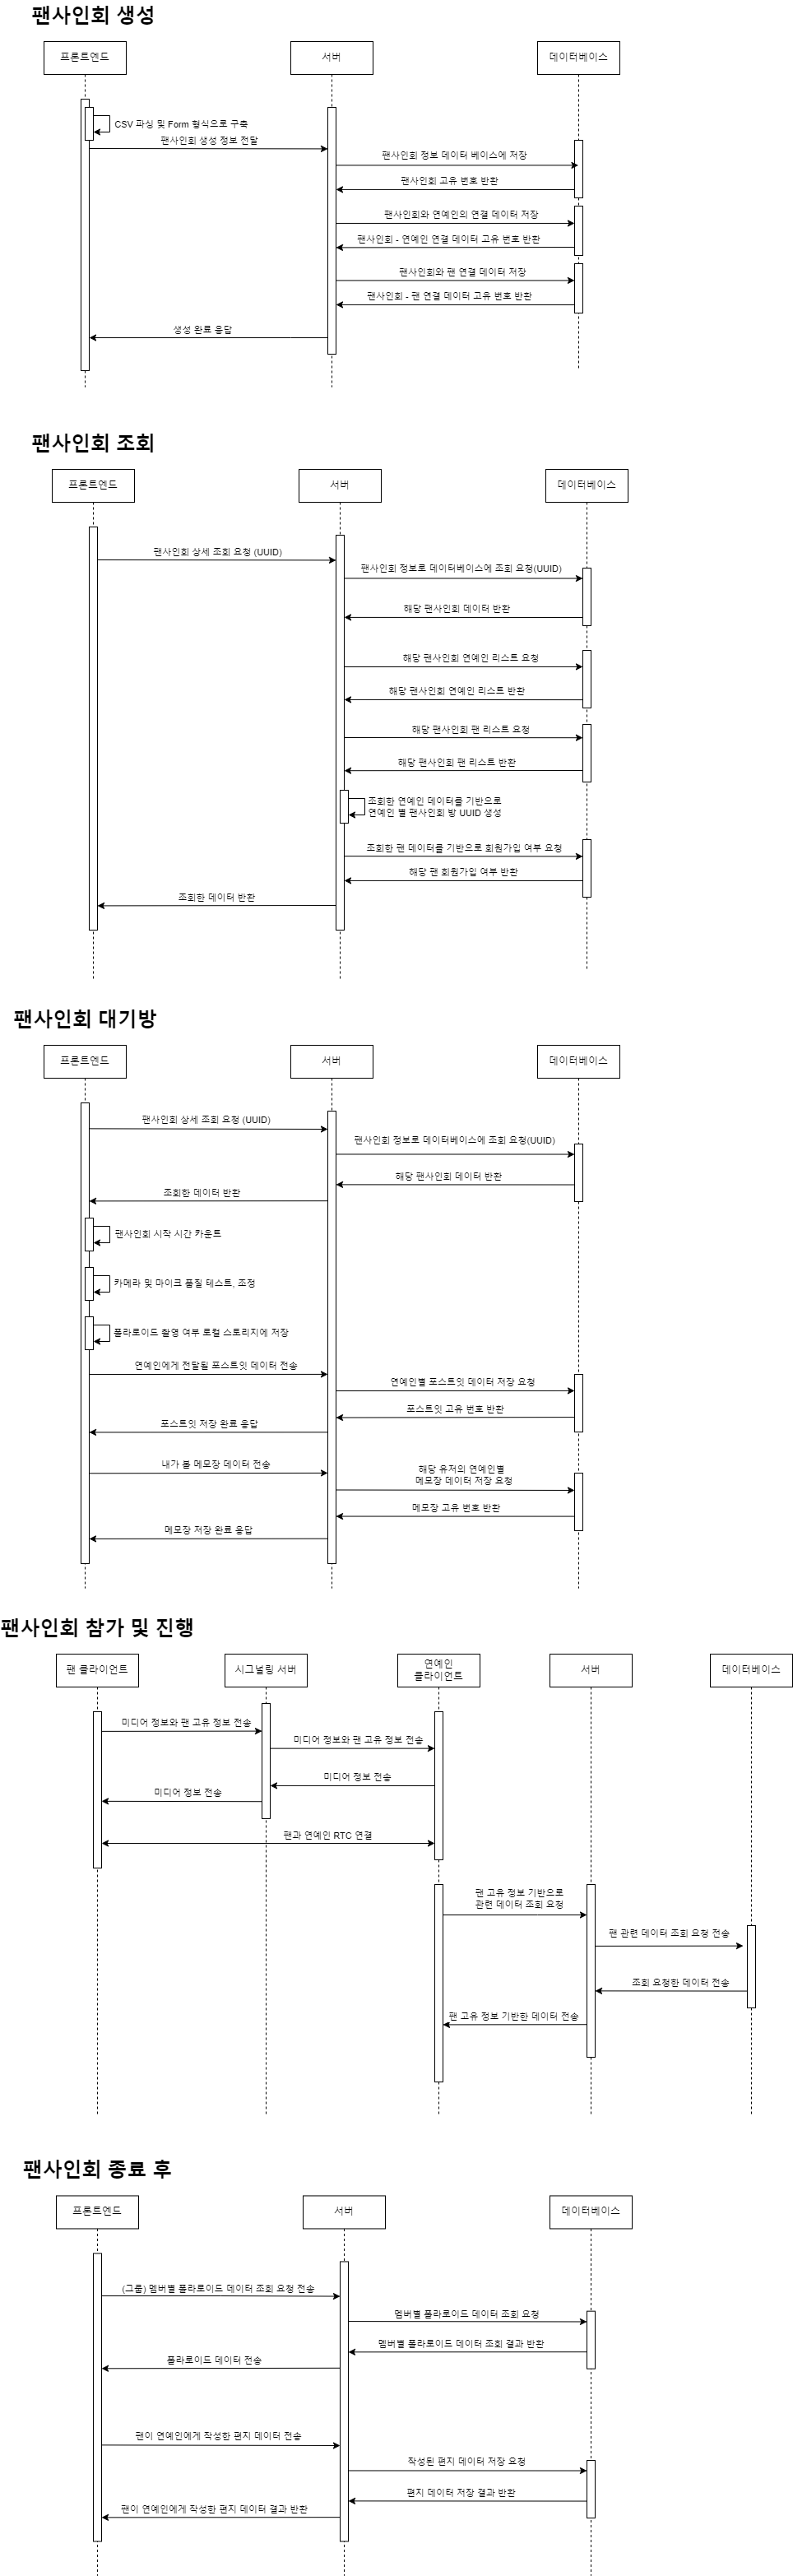 팬사인회 생성
프론트엔드
서버
데이터베이스
CSV 파싱 및 Form 형식으로 구축
팬사인회 생성 정보 전달
팬사인회 정보 데이터 베이스에 저장
팬사인회 고유 번호 반환
팬사인회와 연예인의 연결 데이터 저장
팬사인회 - 연예인 연결 데이터 고유 번호 반환
팬사인회와 팬 연결 데이터 저장
팬사인회 - 팬 연결 데이터 고유 번호 반환
생성 완료 응답
팬사인회 조회
프론트엔드
서버
데이터베이스
팬사인회 상세 조회 요청 (UUID)
팬사인회 정보로 데이터베이스에 조회 요청(UUID)
해당 팬사인회 데이터 반환
해당 팬사인회 연예인 리스트 요청
해당 팬사인회 연예인 리스트 반환
해당 팬사인회 팬 리스트 요청
해당 팬사인회 팬 리스트 반환
조회한 연예인 데이터를 기반으로
연예인 별 팬사인회 방 UUID 생성
조회한 팬 데이터를 기반으로 회원가입 여부 요청
해당 팬 회원가입 여부 반환
조회한 데이터 반환
팬사인회 대기방
프론트엔드
서버
데이터베이스
팬사인회 상세 조회 요청 (UUID)
팬사인회 정보로 데이터베이스에 조회 요청(UUID)
해당 팬사인회 데이터 반환
조회한 데이터 반환
팬사인회 시작 시간 카운트
카메라 및 마이크 품질 테스트, 조정
폴라로이드 촬영 여부 로컬 스토리지에 저장
연예인에게 전달될 포스트잇 데이터 전송
연예인별 포스트잇 데이터 저장 요청
포스트잇 고유 번호 반환
포스트잇 저장 완료 응답
내가 볼 메모장 데이터 전송
해당 유저의 연예인별
메모장 데이터 저장 요청
메모장 고유 번호 반환
메모장 저장 완료 응답
팬사인회 참가 및 진행
팬 클라이언트
시그널링 서버
연예인
클라이언트
서버
데이터베이스
미디어 정보와 팬 고유 정보 전송
미디어 정보와 팬 고유 정보 전송
미디어 정보 전송
미디어 정보 전송
팬과 연예인 RTC 연결
팬 고유 정보 기반으로
관련 데이터 조회 요청
팬 관련 데이터 조회 요청 전송
조회 요청한 데이터 전송
팬 고유 정보 기반한 데이터 전송
팬사인회 종료 후
프론트엔드
서버
데이터베이스
(그룹) 멤버별 폴라로이드 데이터 조회 요청 전송
멤버별 폴라로이드 데이터 조회 요청
멤버별 폴라로이드 데이터 조회 결과 반환
폴라로이드 데이터 전송
팬이 연예인에게 작성한 편지 데이터 전송
작성된 편지 데이터 저장 요청
편지 데이터 저장 결과 반환
팬이 연예인에게 작성한 편지 데이터 결과 반환